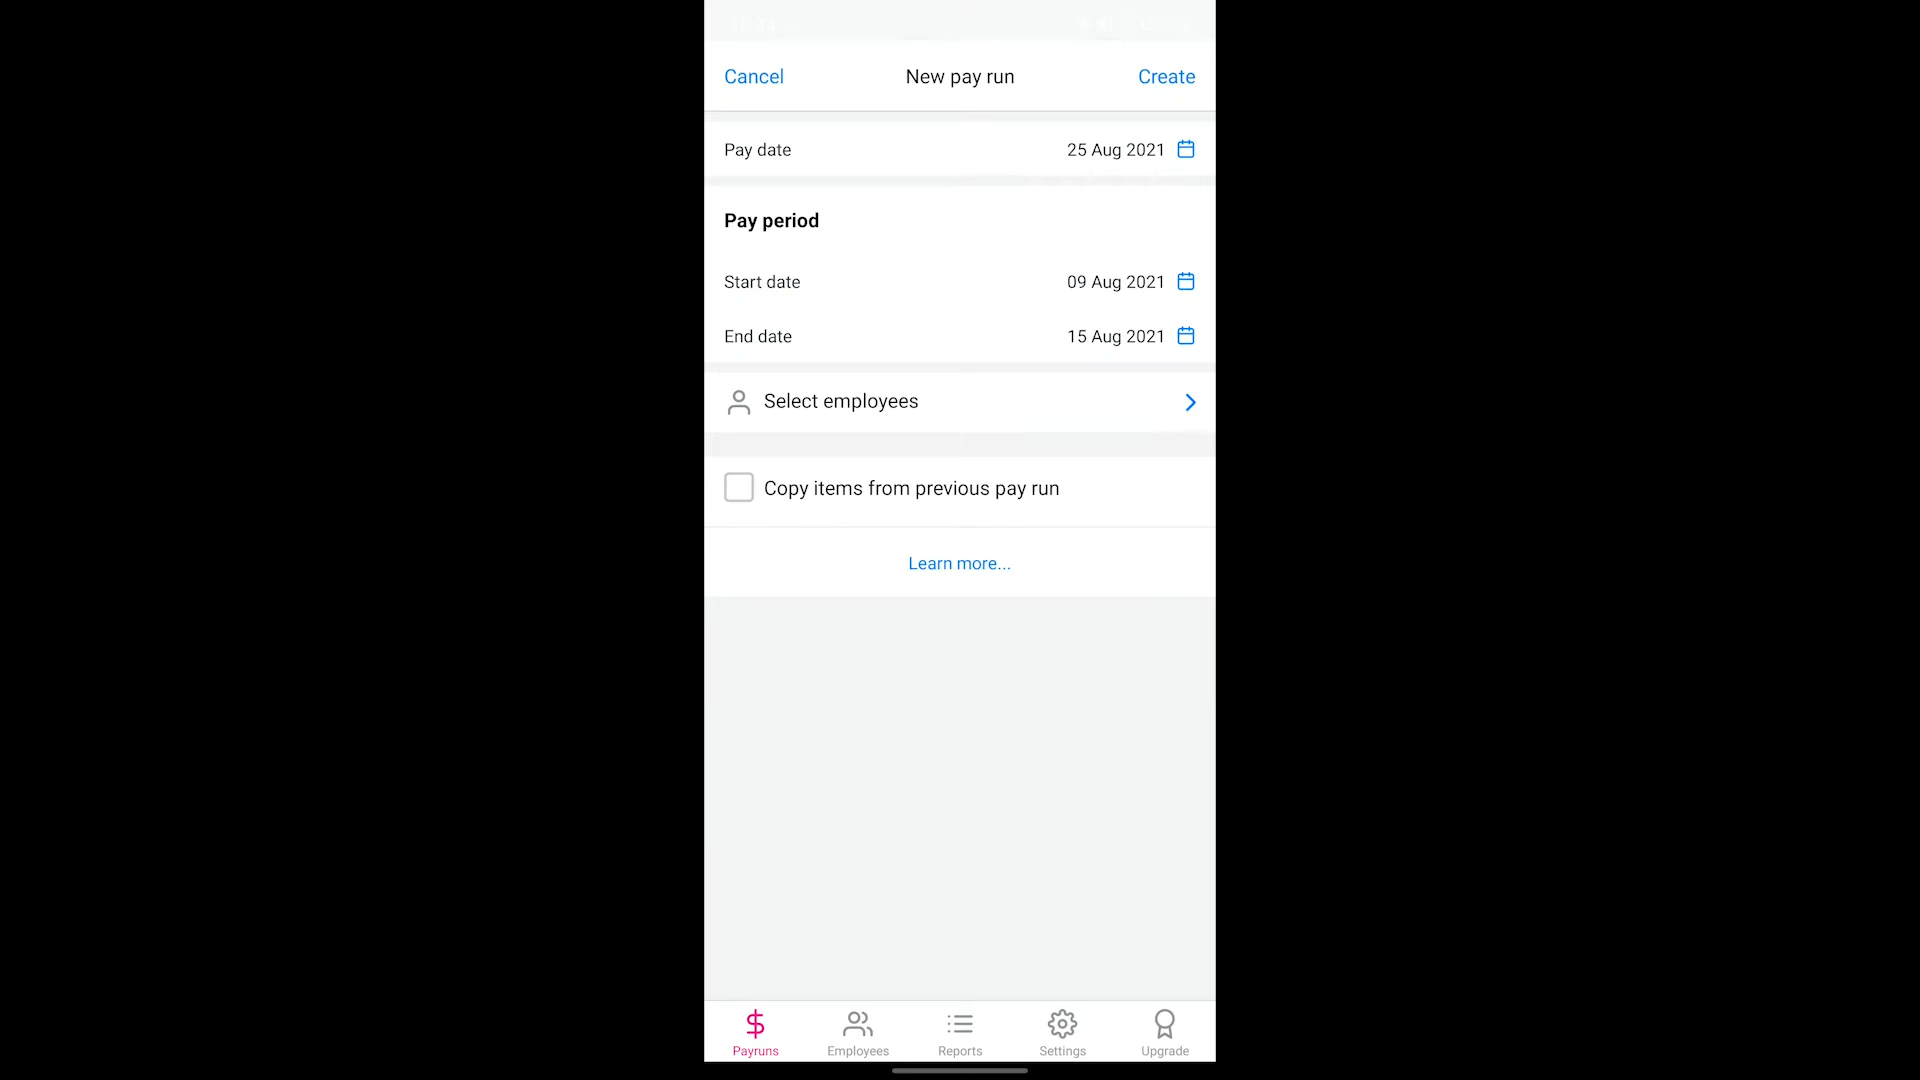 Cancel New pay run Create
Pay date 25 Aug 2021
Pay period
Start date 09 Aug 2021
End date 15 Aug 2021
Select employees
Copy items from previous pay run
Learn more...
Payruns Employees Reports Settings Upgrade